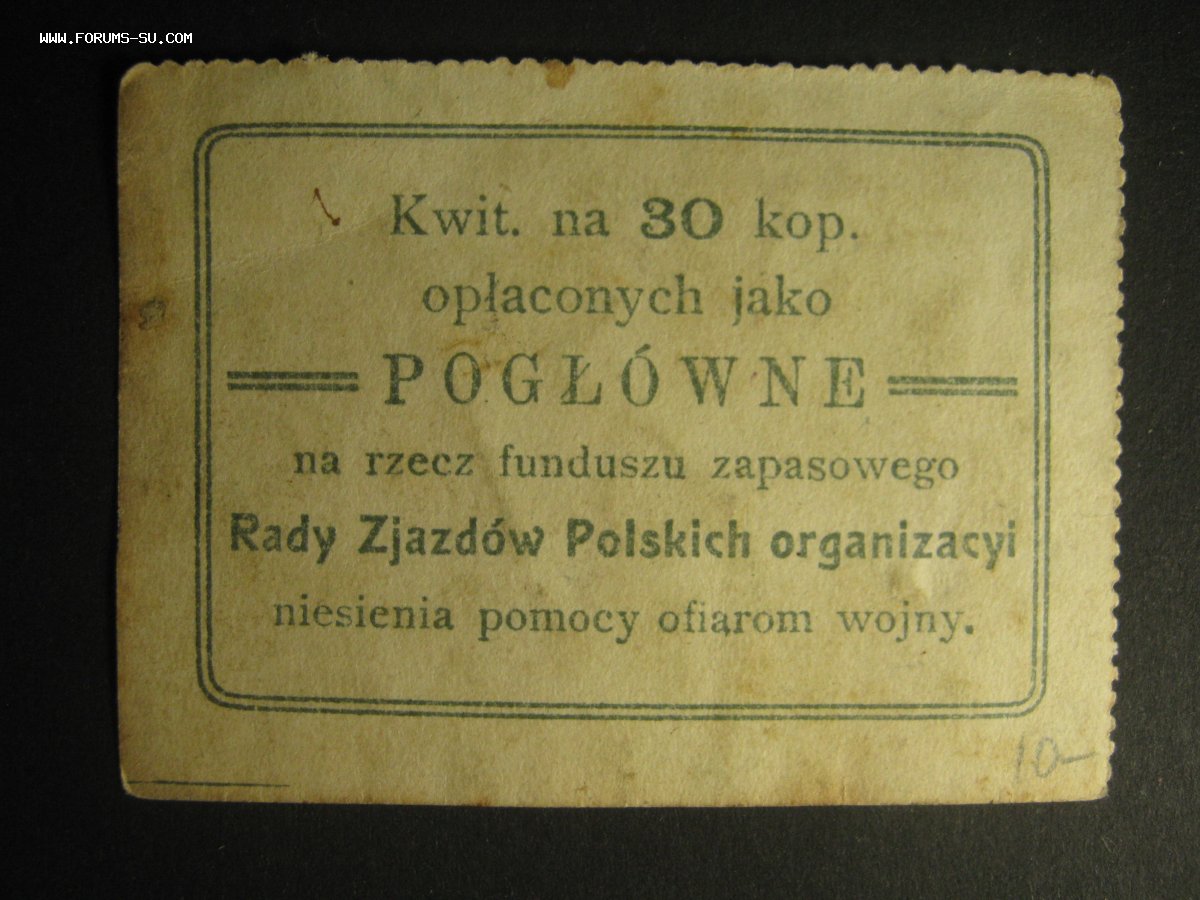 WWW.FORUMS-SU.COM
Kwit. na 30 kop.
opłaconych jako
POGŁÓWNE
na rzecz funduszu zapasowego
Rady Zjazdów Polskich organizacyi
niesienia pomocy ofiarom wojny.
10-